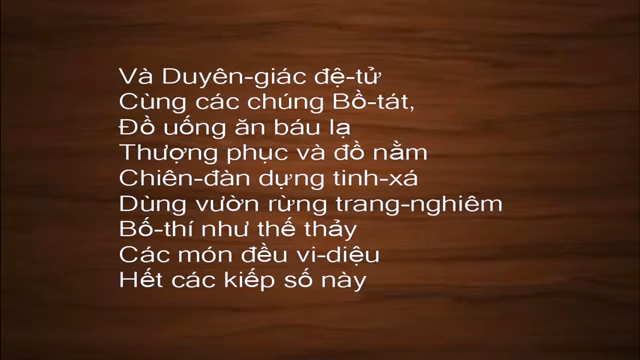 Và Duyên-giác đệ-tử
Cùng các chúng Bồ-tát,
Đồ uống ăn báu lạ
Thượng phục và đồ nằm
Chiên-đàn dựng tinh-xá
Dùng vườn rừng trang-nghiêm
Bố-thí như thế thảy
Các món đều vi-diệu
Hết các kiếp số này